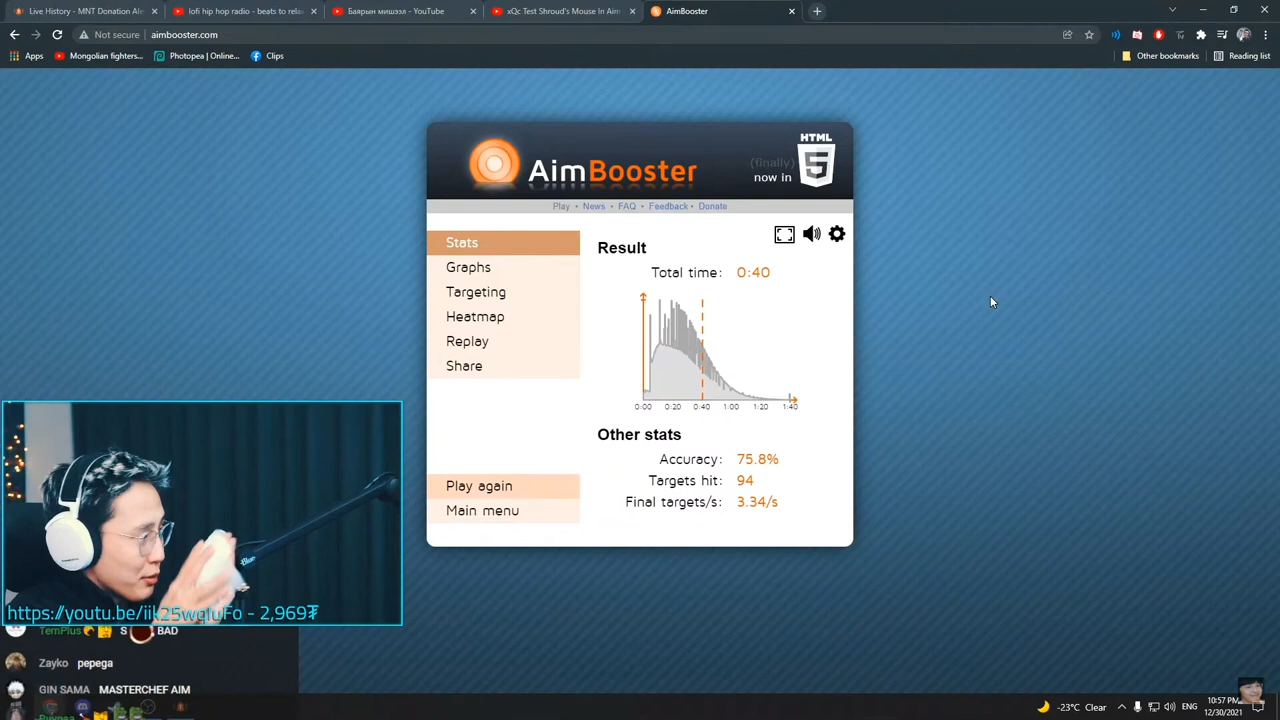 Live History - MNT Donation Ale
lofi hip hop radio - beats to rela
Баярын мишээл - YouTube
xQc Test Shroud's Mouse In Aim
AimBooster
Not secure
aimbooster.com
Apps
Mongolian fighters...
Photopea | Online...
Clips
Other bookmarks
Reading list
AimBooster
(finally)
now in
HTML
5
Play • News • FAQ • Feedback • Donate
Stats
Graphs
Targeting
Heatmap
Replay
Share
Play again
Main menu
Result
Total time: 0:40
0:00 0:20 0:40 1:00 1:20 1:40
Other stats
Accuracy: 75.8%
Targets hit: 94
Final targets/s: 3.34/s
Blue
- 2,969₮
TemPlus S BAD
Zayko pepega
GIN SAMA MASTERCHEF AIM
-23°C Clear
ENG
10:57 PM
12/30/2021